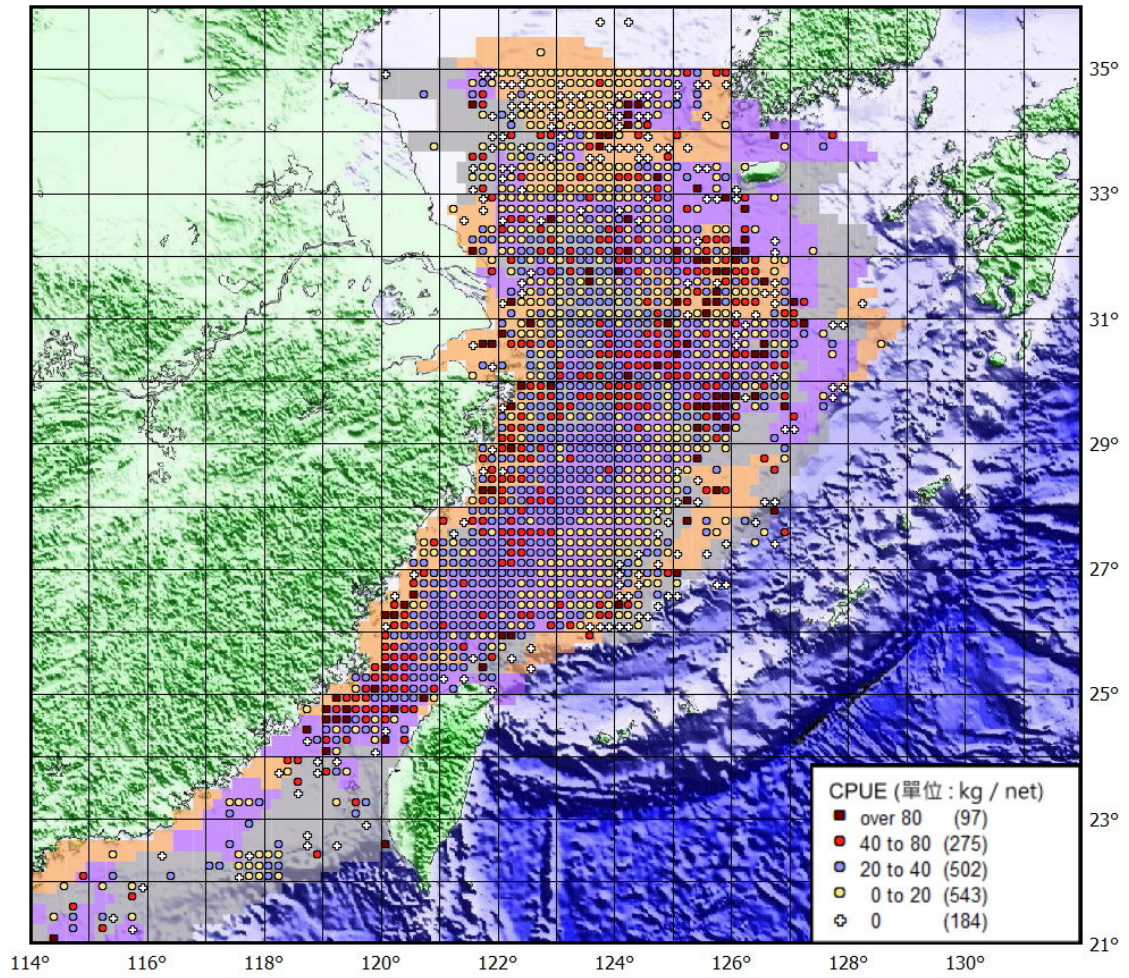 35°
33°
31°
29°
27°
25°
23°
21°
CPUE (單位 : kg / net)
over 80 (97)
40 to 80 (275)
20 to 40 (502)
0 to 20 (543)
0 (184)
114 116° 118° 120° 122° 124° 126° 128° 130°